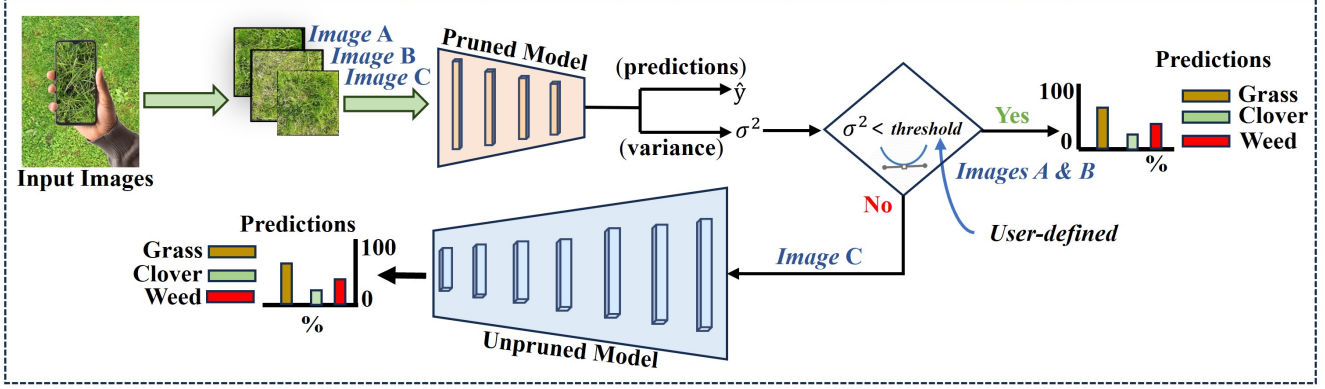 Input Images
Image A
Image B
Image C
Pruned Model
(predictions)
ŷ
σ²
(variance)
σ² < threshold
Yes
Images A & B
User-defined
No
Image C
Predictions
100
0
%
Grass
Clover
Weed
Unpruned Model
Predictions
Grass
Clover
Weed
100
0
%